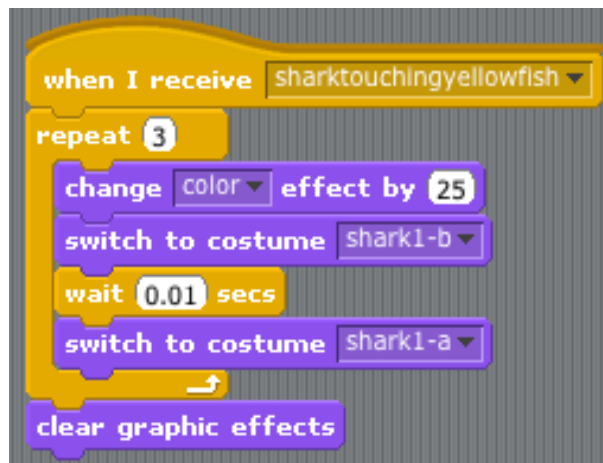 when I receive sharktouchingyellowfish
repeat 3
change color effect by 25
switch to costume shark1-b
wait 0.01 secs
switch to costume shark1-a
clear graphic effects